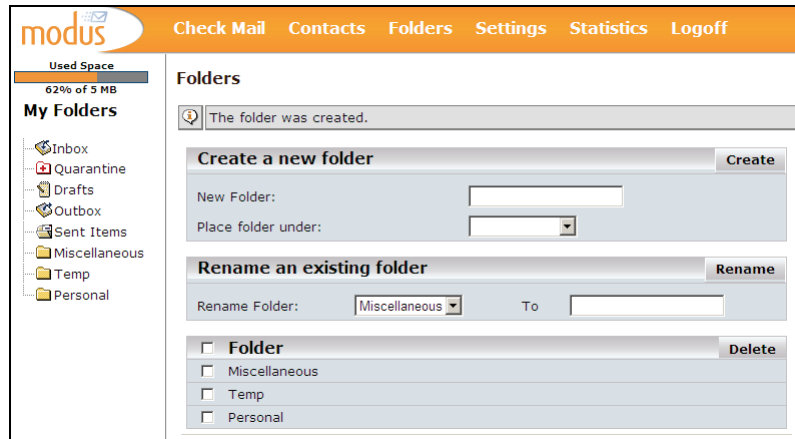 modus
Check Mail Contacts Folders Settings Statistics Logoff
Used Space
62% of 5 MB
My Folders
Inbox
Quarantine
Drafts
Outbox
Sent Items
Miscellaneous
Temp
Personal
Folders
The folder was created.
Create a new folder Create
New Folder:
Place folder under:
Rename an existing folder Rename
Rename Folder: Miscellaneous To
Folder Delete
Miscellaneous
Temp
Personal